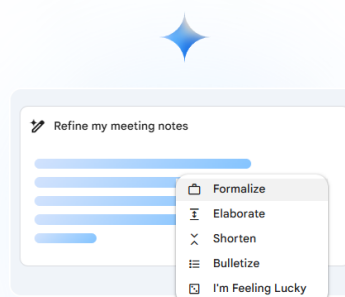 Refine my meeting notes
Formalize
Elaborate
Shorten
Bulletize
I'm Feeling Lucky